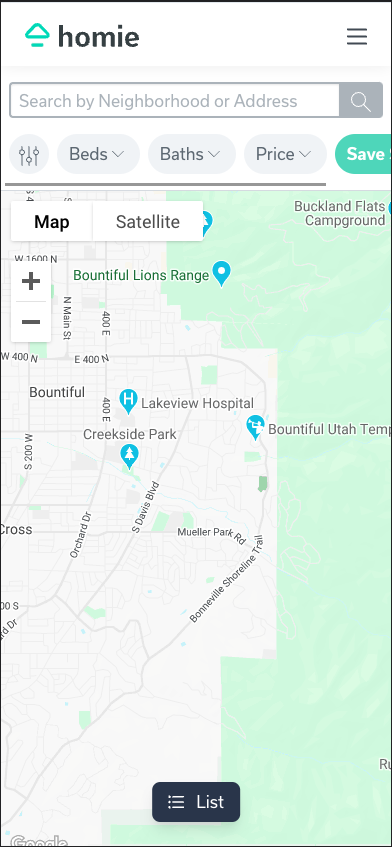 homie
Search by Neighborhood or Address
Beds
Baths
Price
Save
Map
Satellite
Buckland Flats
Campground
W 1600 N
Bountiful Lions Range
N Main St
400 E
W 400 N
E 400 N
Bountiful
400 E
Lakeview Hospital
Creekside Park
Bountiful Utah Temp
S 200 W
S Davis Blvd
Cross
Orchard Dr
Mueller Park Rd
Bonneville Shoreline Trail
00 S
rd Dr
Ru
List
Google